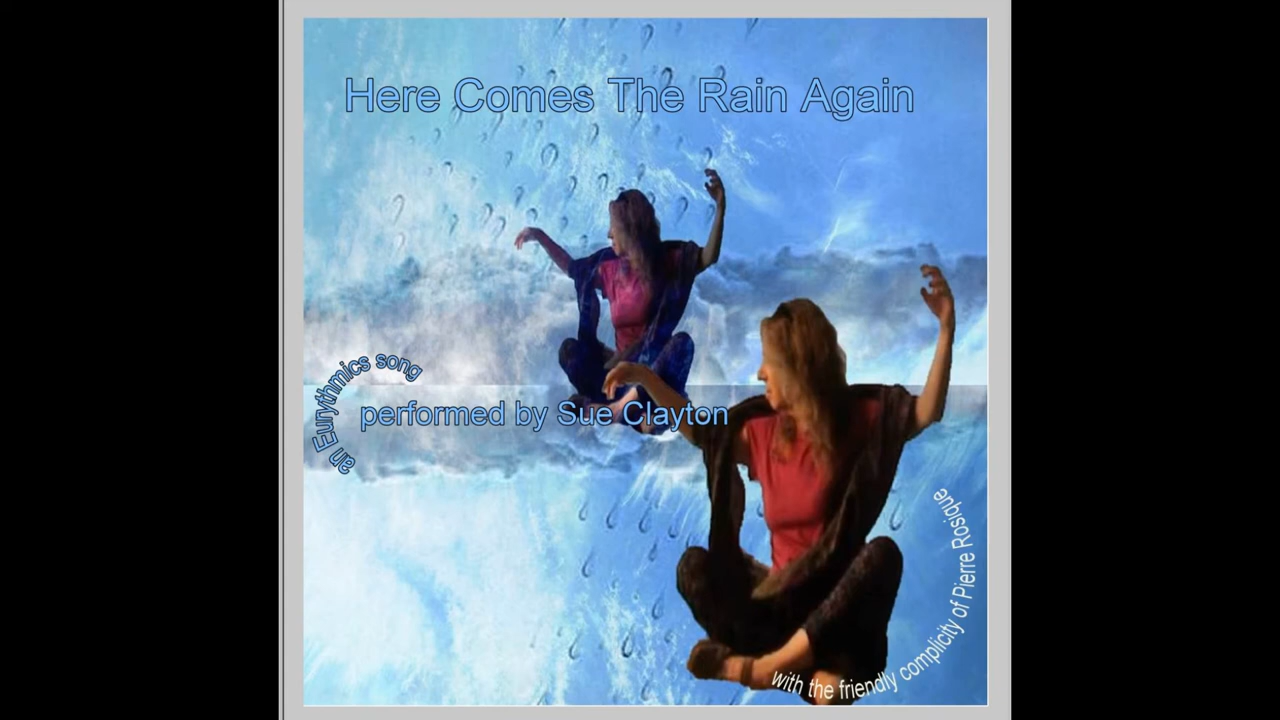 Here Comes The Rain Again
an Eurythmics song
performed by Sue Clayton
with the friendly complicity of Pierre Rosique